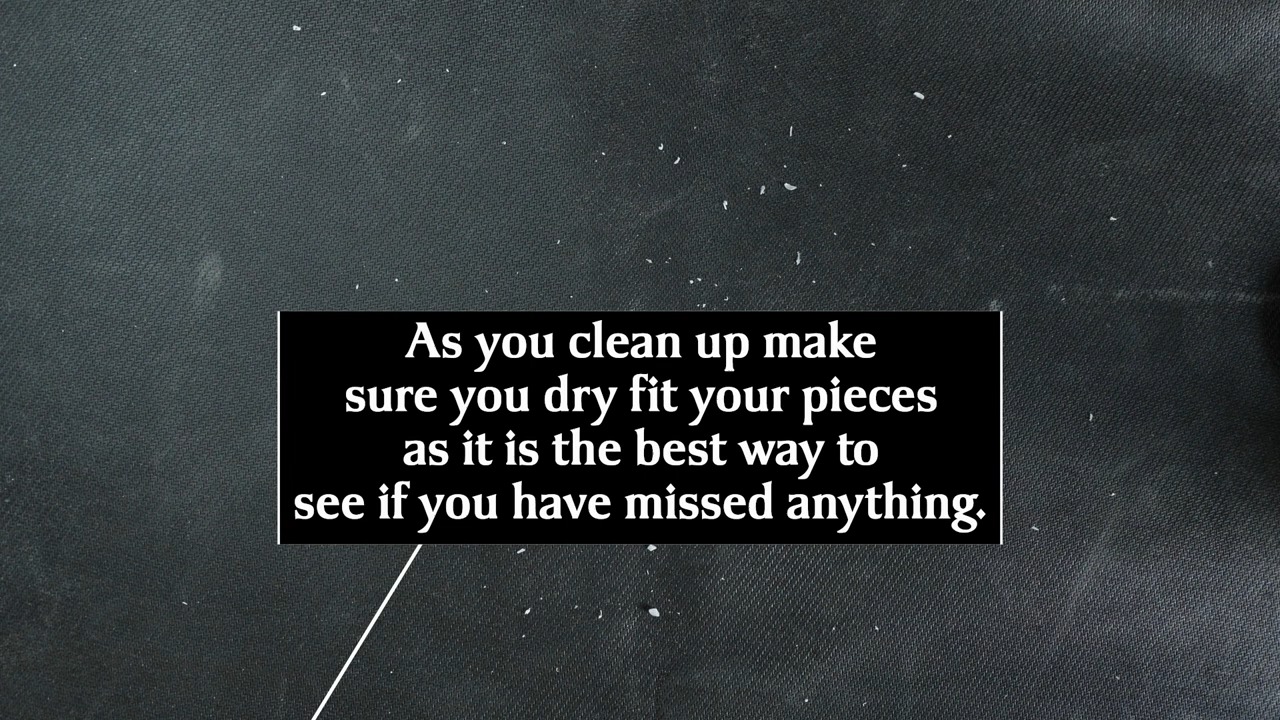 As you clean up make
sure you dry fit your pieces
as it is the best way to
see if you have missed anything.